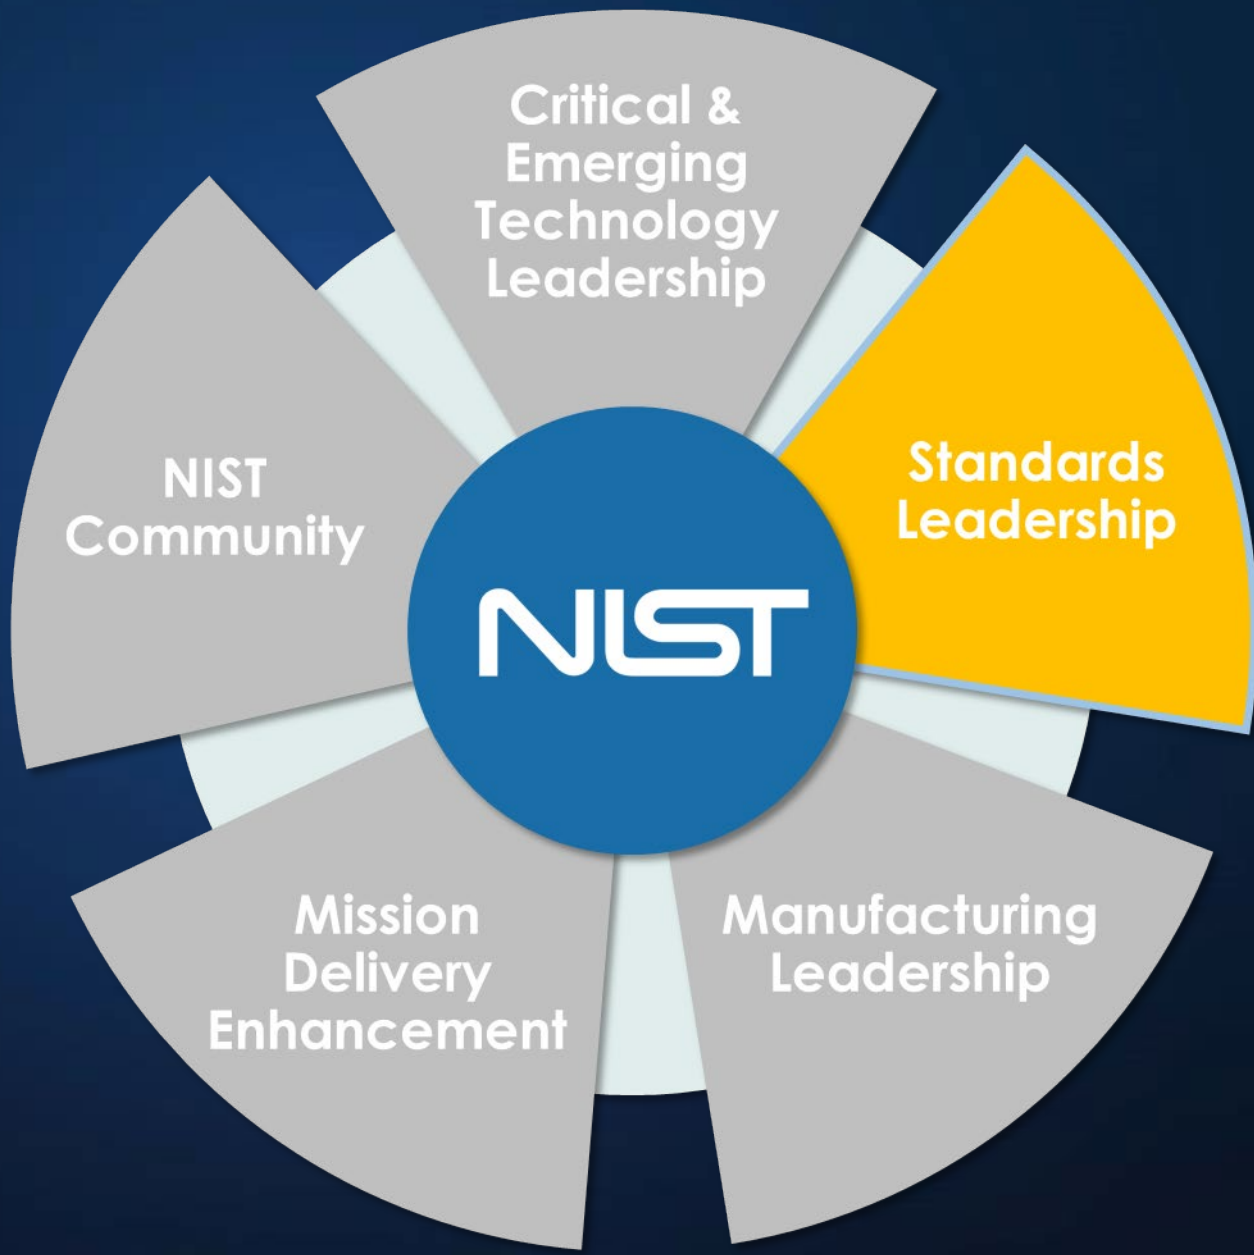 Critical &
Emerging
Technology
Leadership
Standards
Leadership
NIST
Community
NIST
Mission
Delivery
Enhancement
Manufacturing
Leadership